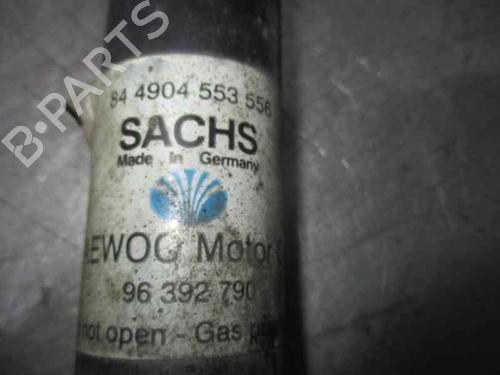 B-PARTS
84 4904 553 556
SACHS
Made In Germany
EWOO Motor
96 392 790
not open - Gas